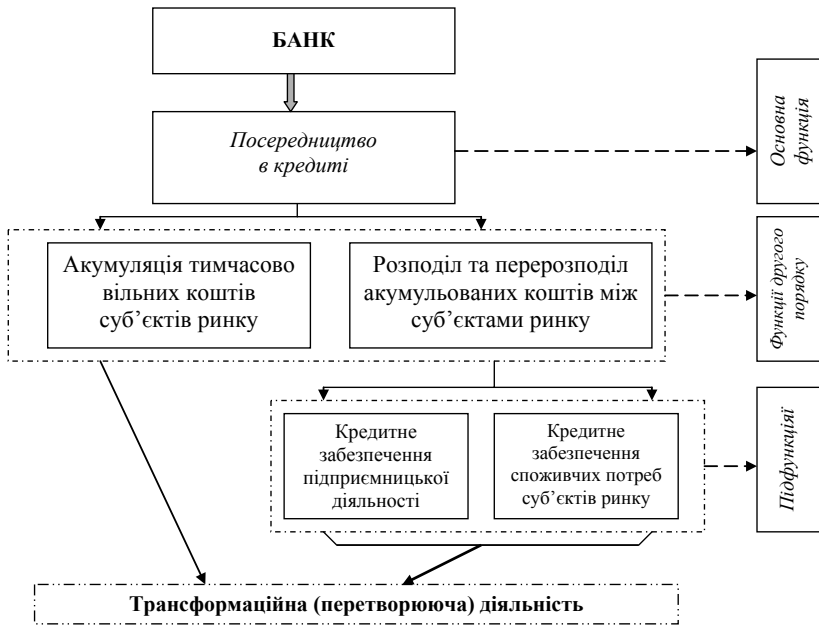 БАНК
Посередництво
в кредиті
Основна
функція
Акумуляція тимчасово
вільних коштів
суб’єктів ринку
Розподіл та перерозподіл
акумульованих коштів між
суб’єктами ринку
Функції другого
порядку
Кредитне
забезпечення
підприємницької
діяльності
Кредитне
забезпечення
споживчих потреб
суб’єктів ринку
Підфункціяї
Трансформаційна (перетворююча) діяльність